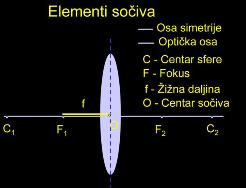 Elementi sočiva
Osa simetrije
Optička osa
C - Centar sfere
F - Fokus
f - Žižna daljina
O - Centar sočiva
f
O
C1 F1 F2 C2